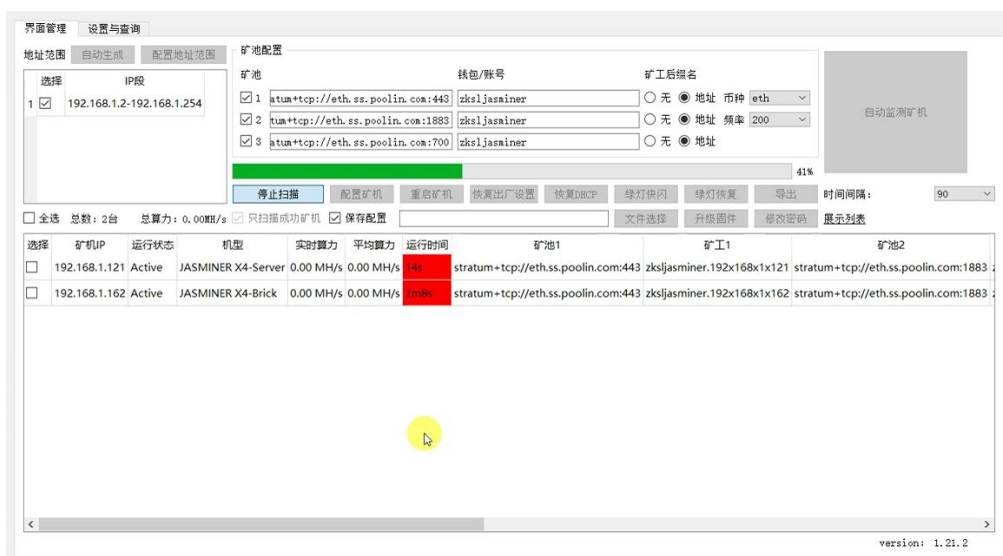 界面管理 设置与查询
地址范围 自动生成 配置地址范围
选择 IP段
1 192.168.1.2-192.168.1.254
矿池配置
矿池 钱包/账号 矿工后缀名
1 atum+tcp://eth.ss.poolin.com:443 zksljasminer 无 地址 币种 eth
2 tum+tcp://eth.ss.poolin.com:1883 zksljasminer 无 地址 频率 200
3 atum+tcp://eth.ss.poolin.com:700 zksljasminer 无 地址
自动监测矿机
41%
停止扫描 配置矿机 重启矿机 恢复出厂设置 恢复DHCP 绿灯快闪 绿灯恢复 导出 时间间隔: 90
全选 总数: 2台 总算力: 0.00MH/s 只扫描成功矿机 保存配置 文件选择 升级固件 修改密码 展示列表
选择 矿机IP 运行状态 机型 实时算力 平均算力 运行时间 矿池1 矿工1 矿池2
192.168.1.121 Active JASMINER X4-Server 0.00 MH/s 0.00 MH/s 14s stratum+tcp://eth.ss.poolin.com:443 zksljasminer.192x168x1x121 stratum+tcp://eth.ss.poolin.com:1883
192.168.1.162 Active JASMINER X4-Brick 0.00 MH/s 0.00 MH/s 1m8s stratum+tcp://eth.ss.poolin.com:443 zksljasminer.192x168x1x162 stratum+tcp://eth.ss.poolin.com:1883
version: 1.21.2